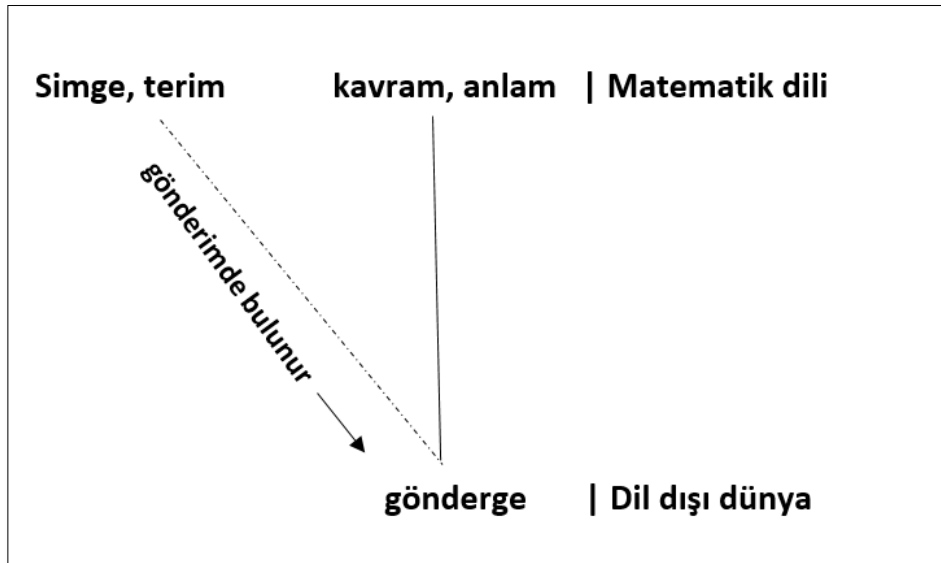 Simge, terim kavram, anlam | Matematik dili
gönderimde bulunur
gönderge | Dil dışı dünya